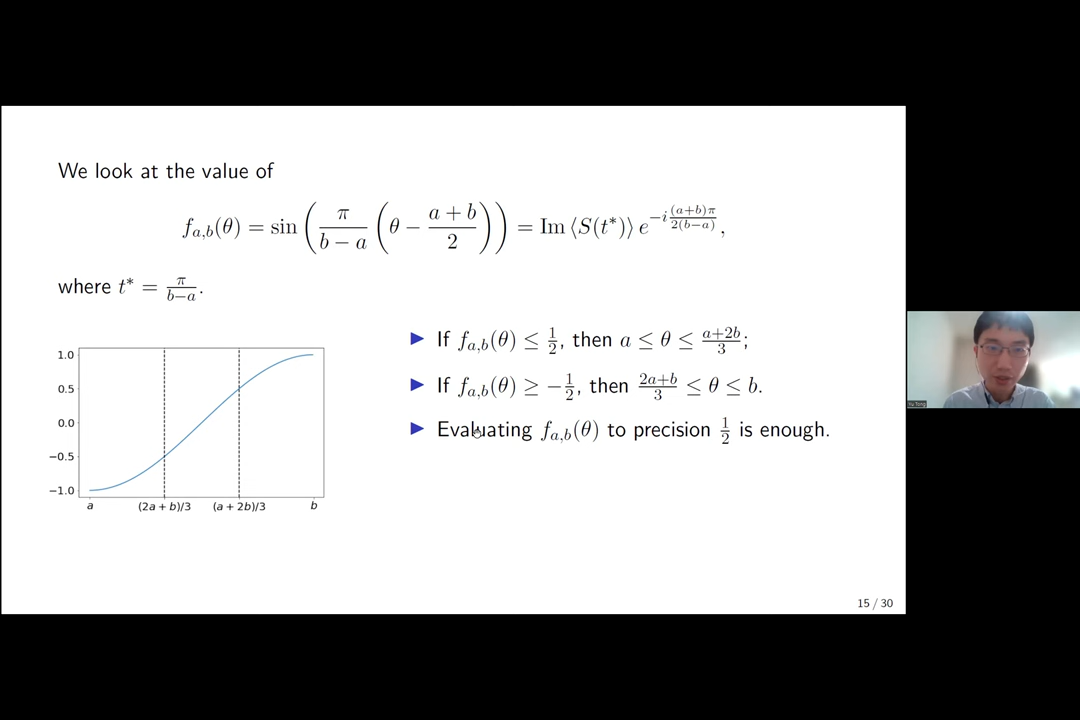 We look at the value of
f_{a,b}(θ) = sin ( π/(b − a) ( θ − (a + b)/2 ) ) = Im ⟨S(t*)⟩ e^{−i (a+b)π / 2(b−a)},
where t* = π/(b−a).
▶ If f_{a,b}(θ) ≤ 1/2, then a ≤ θ ≤ (a+2b)/3;
▶ If f_{a,b}(θ) ≥ −1/2, then (2a+b)/3 ≤ θ ≤ b.
▶ Evaluating f_{a,b}(θ) to precision 1/2 is enough.
1.0
0.5
0.0
−0.5
−1.0
a (2a + b)/3 (a + 2b)/3 b
15 / 30
Yu Tong